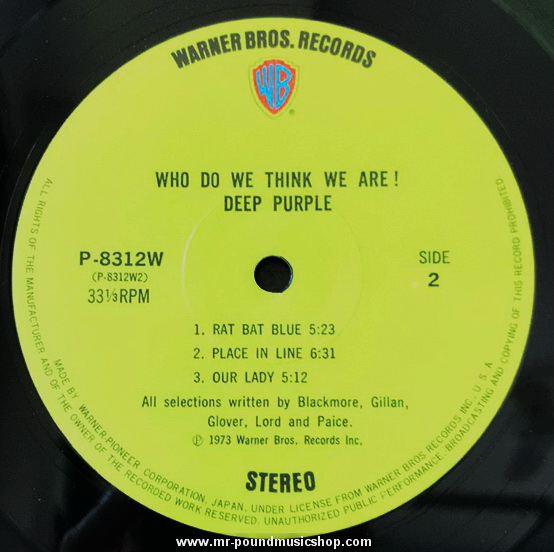 WARNER BROS. RECORDS
WB
®
WHO DO WE THINK WE ARE!
DEEP PURPLE
P-8312W
(P-8312W2)
33⅓RPM
SIDE
2
1. RAT BAT BLUE 5:23
2. PLACE IN LINE 6:31
3. OUR LADY 5:12
All selections written by Blackmore, Gillan,
Glover, Lord and Paice.
℗ 1973 Warner Bros. Records Inc.
STEREO
MADE BY WARNER-PIONEER CORPORATION, JAPAN, UNDER LICENSE FROM WARNER BROS RECORDS INC., U. S. A.
ALL RIGHTS OF THE MANUFACTURER AND OF THE OWNER OF THE RECORDED WORK RESERVED. UNAUTHORIZED PUBLIC PERFORMANCE, BROADCASTING AND COPYING OF THIS RECORD PROHIBITED
www.mr-poundmusicshop.com